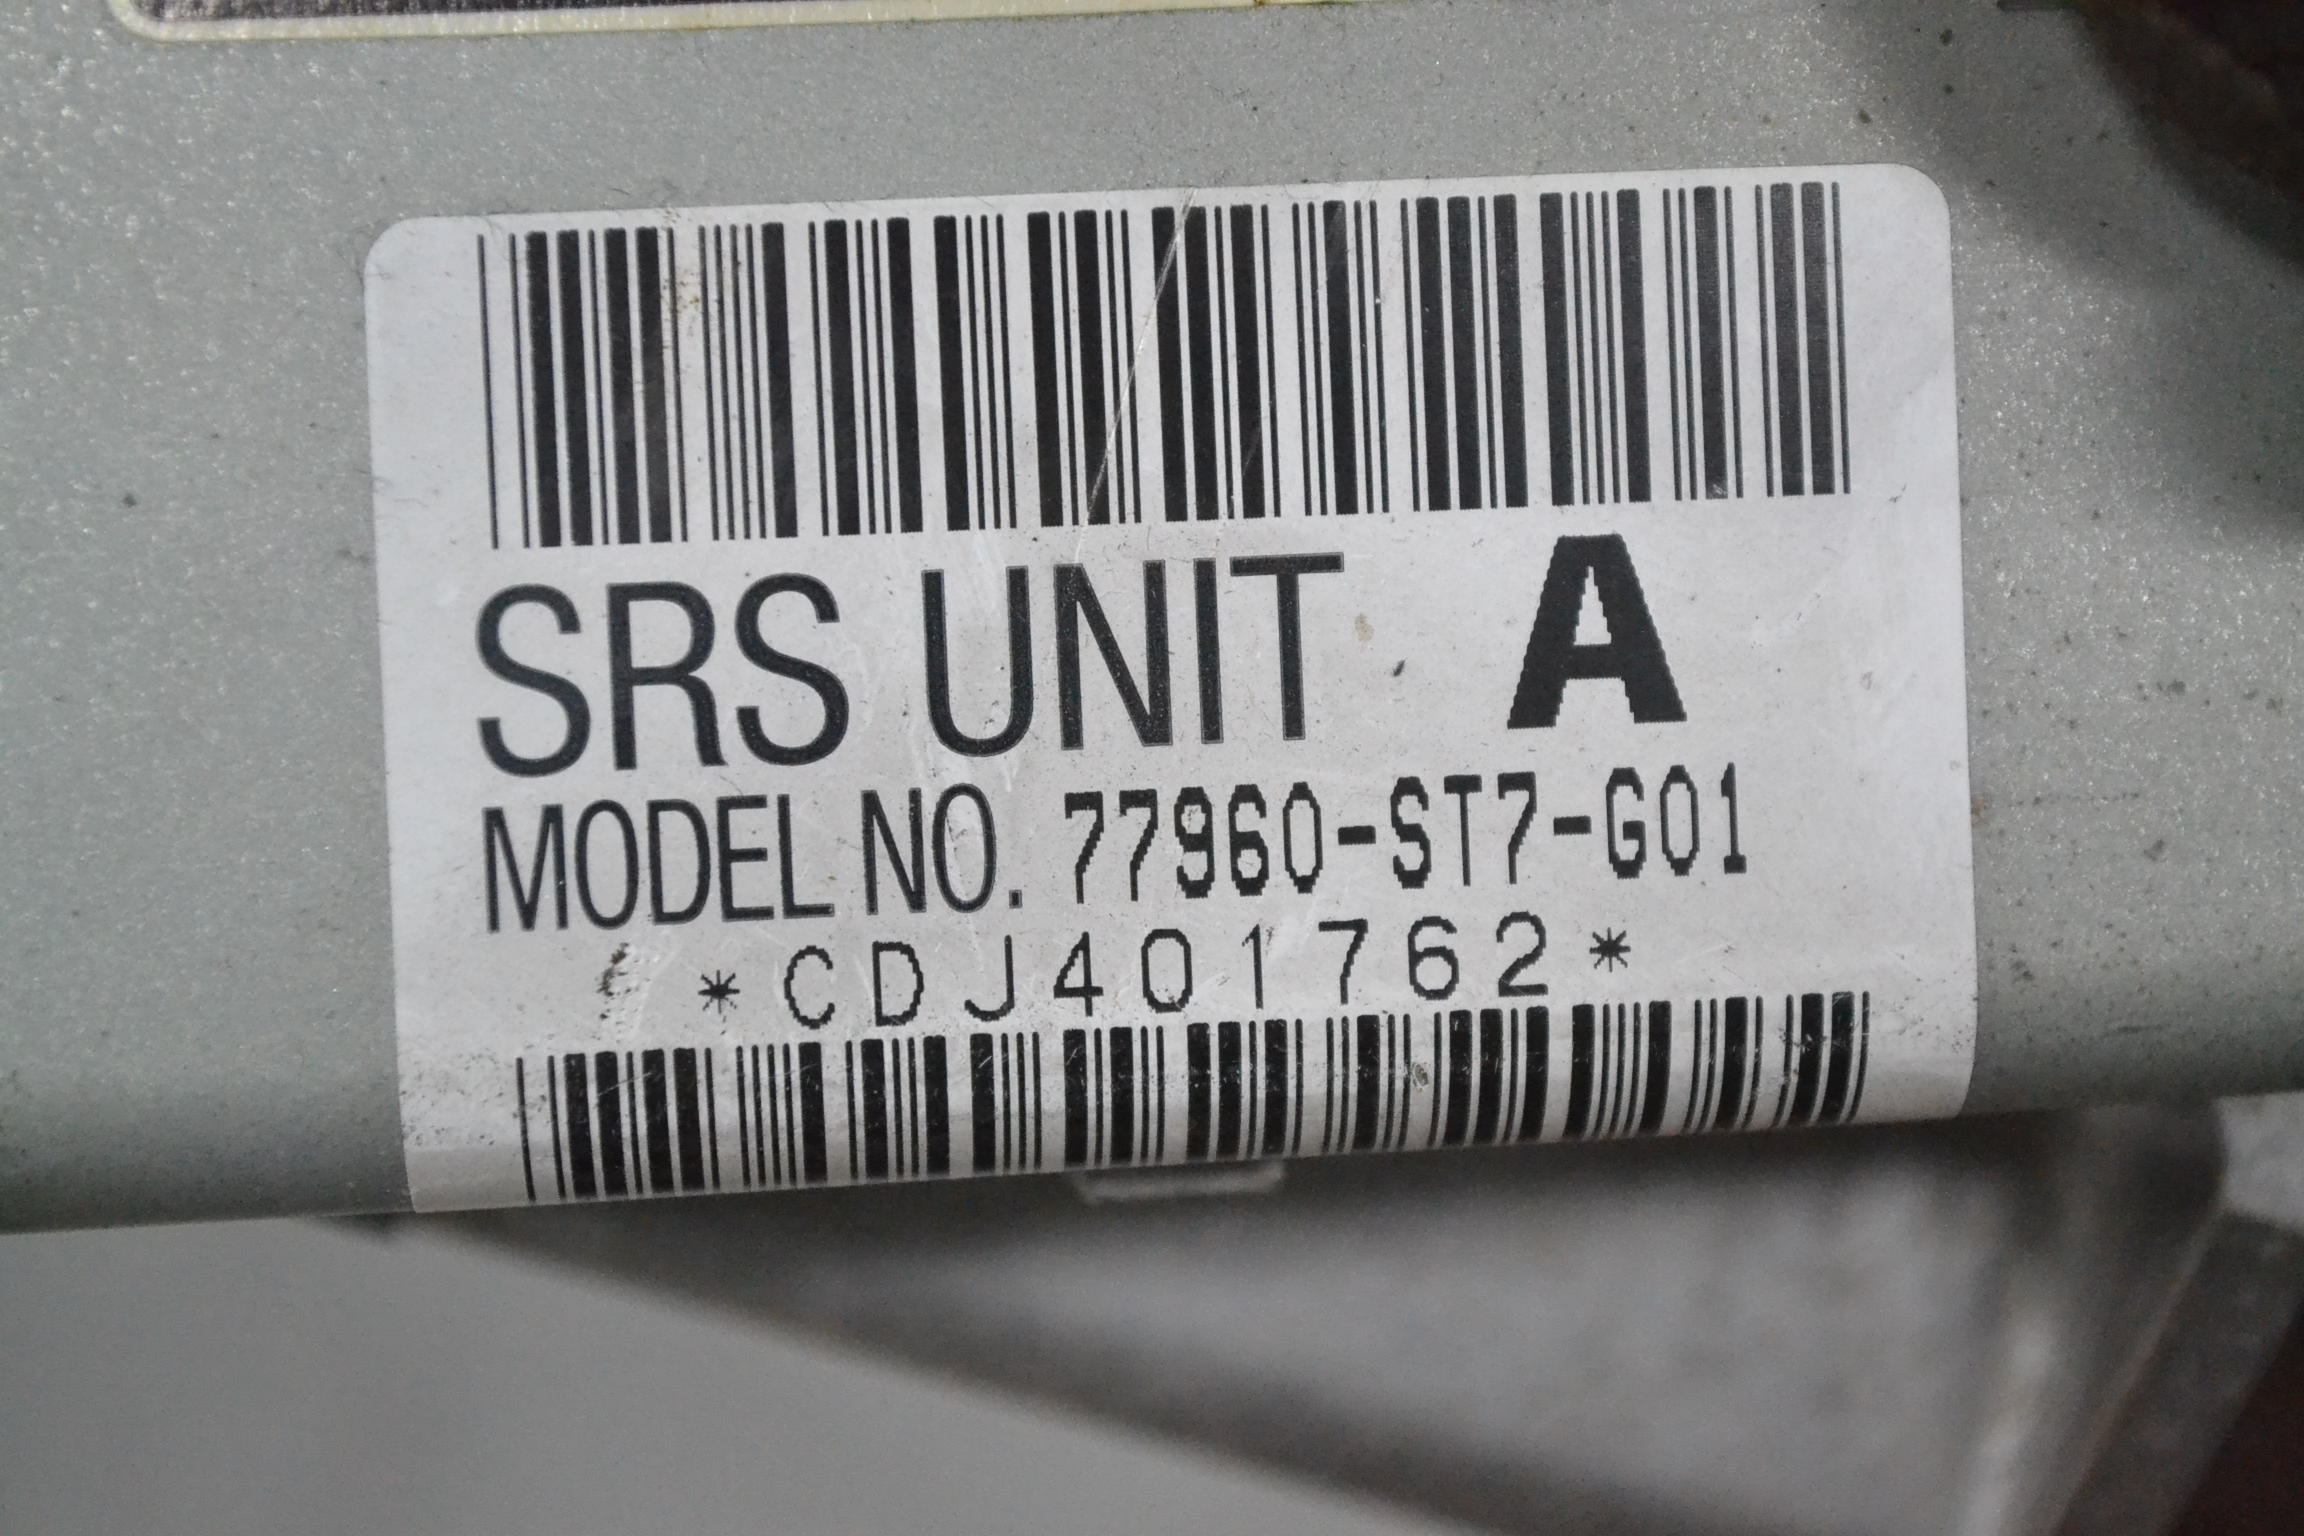 SRS UNIT A
MODEL NO. 77960-ST7-G01
*CDJ401762*